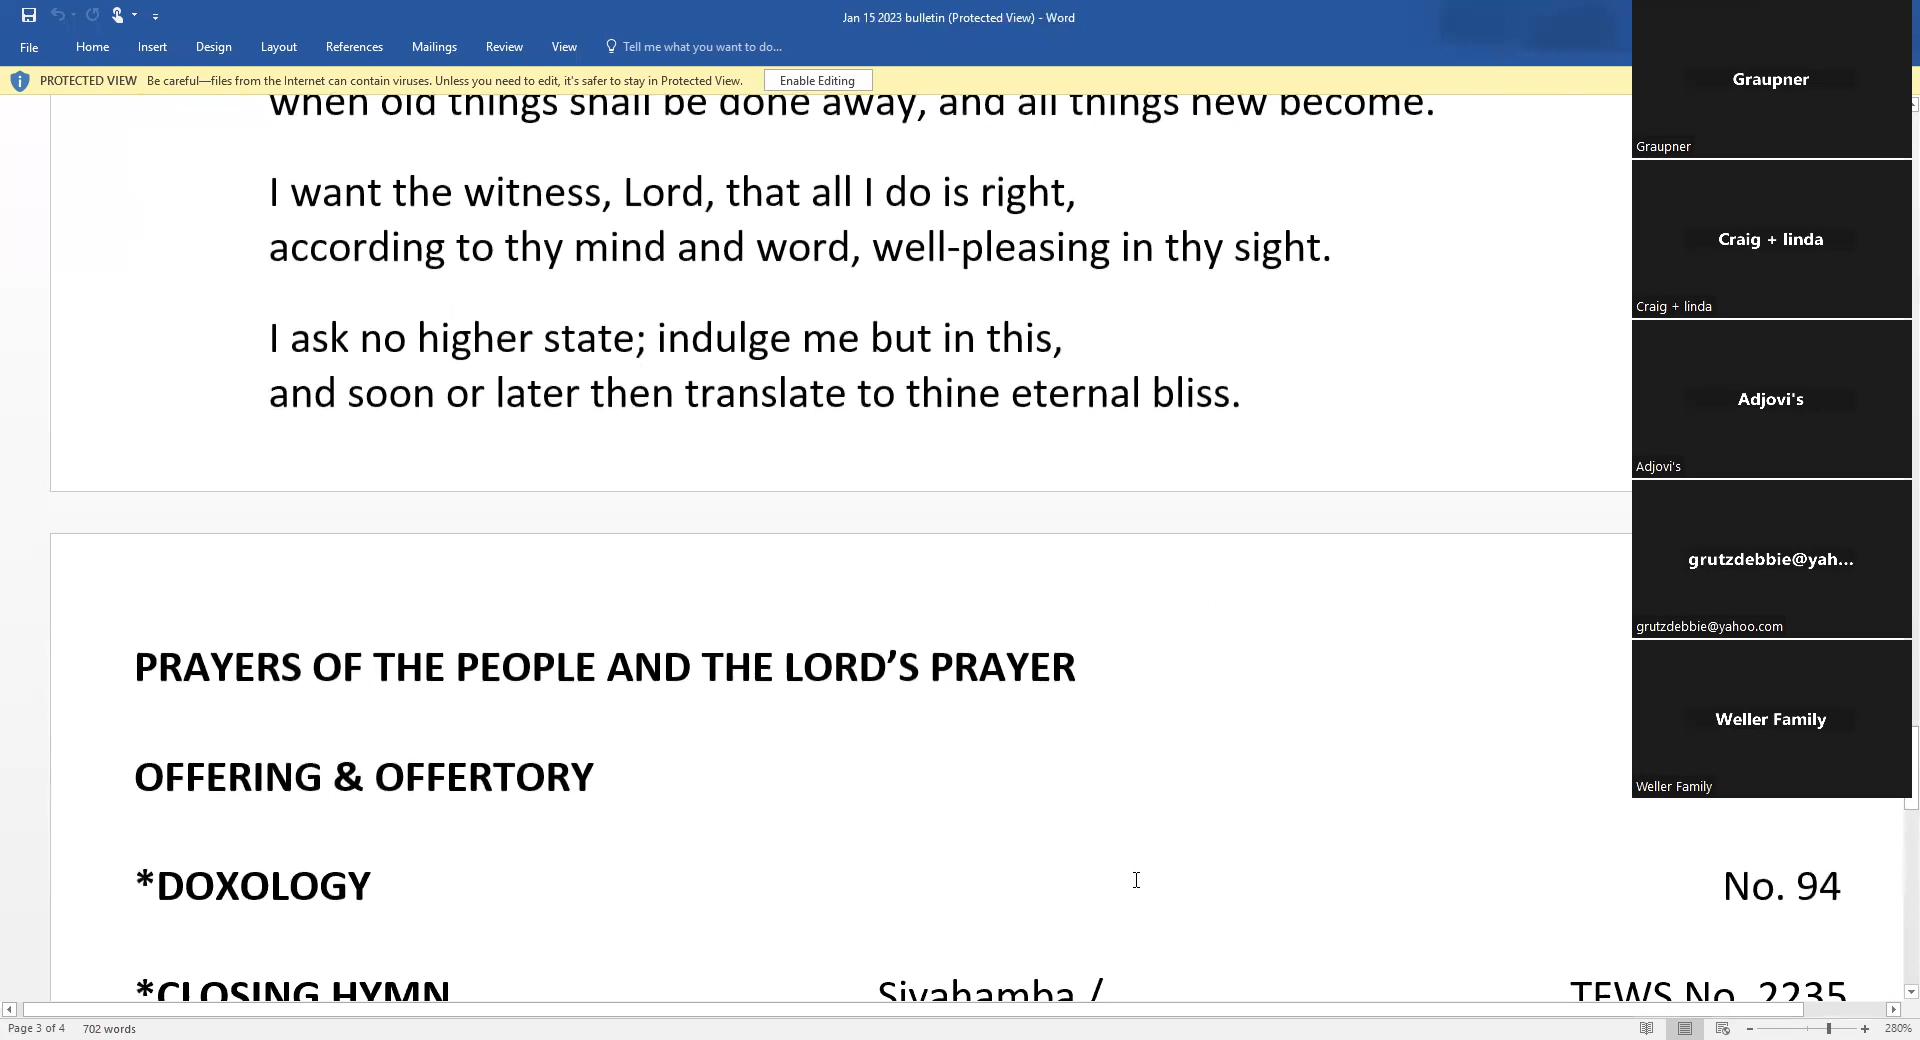 Jan 15 2023 bulletin (Protected View) - Word
File Home Insert Design Layout References Mailings Review View Tell me what you want to do...
PROTECTED VIEW Be careful—files from the Internet can contain viruses. Unless you need to edit, it's safer to stay in Protected View. Enable Editing
when old things shall be done away, and all things new become.
I want the witness, Lord, that all I do is right,
according to thy mind and word, well-pleasing in thy sight.
I ask no higher state; indulge me but in this,
and soon or later then translate to thine eternal bliss.
PRAYERS OF THE PEOPLE AND THE LORD’S PRAYER
OFFERING & OFFERTORY
*DOXOLOGY No. 94
*CLOSING HYMN Siyahamba / TFWS No. 2235
Graupner
Graupner
Craig + linda
Craig + linda
Adjovi's
Adjovi's
grutzdebbie@yah...
grutzdebbie@yahoo.com
Weller Family
Weller Family
Page 3 of 4 702 words 280%